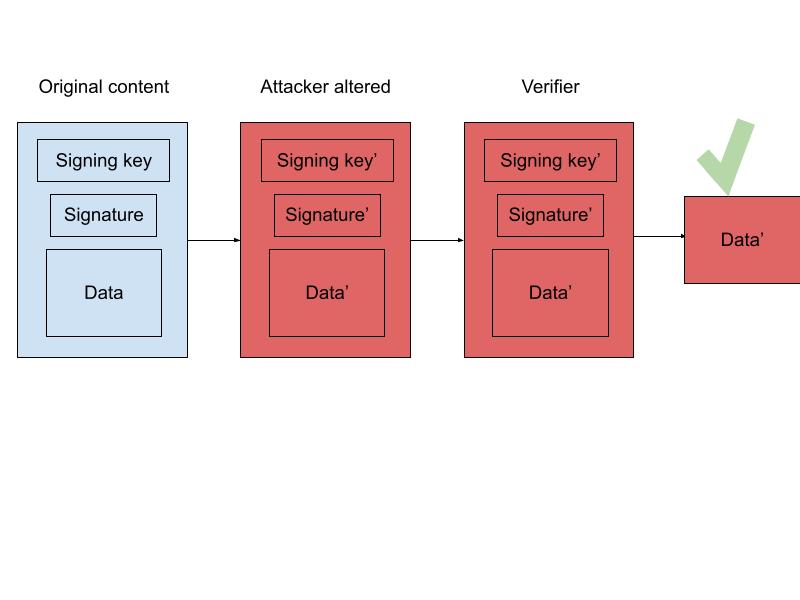 Original content
Attacker altered
Verifier
Signing key
Signature
Data
Signing key’
Signature’
Data’
Signing key’
Signature’
Data’
Data’